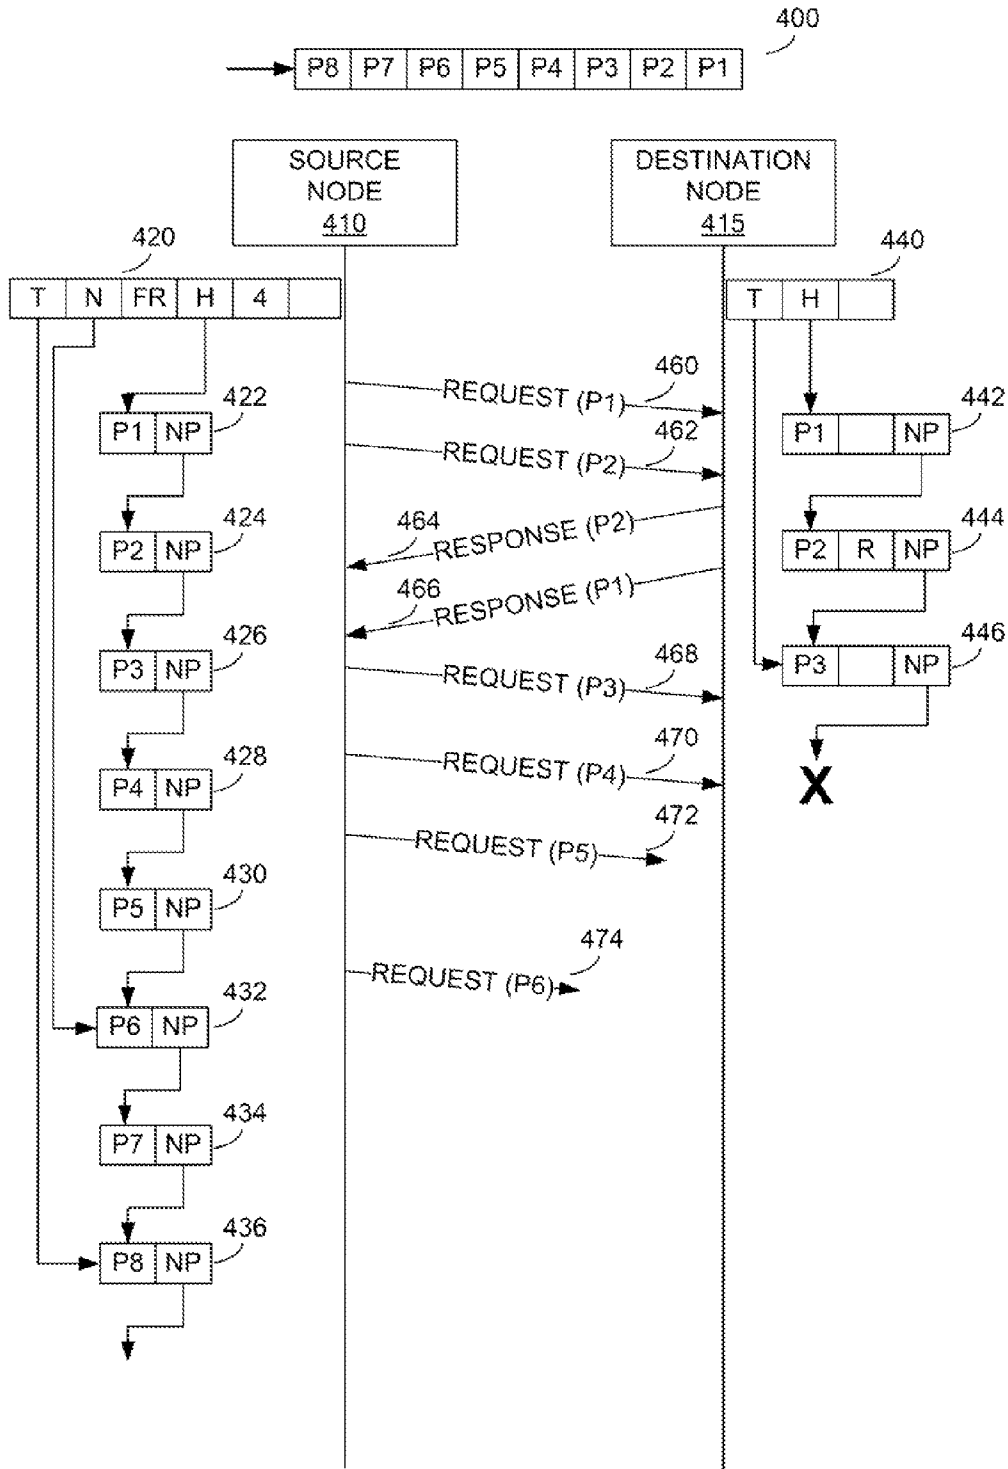 400
P8 P7 P6 P5 P4 P3 P2 P1
SOURCE
NODE
410
DESTINATION
NODE
415
420
T N FR H 4
440
T H
REQUEST (P1) 460
422
P1 NP
442
P1 NP
REQUEST (P2) 462
424
P2 NP
464 RESPONSE (P2)
444
P2 R NP
466 RESPONSE (P1)
426
P3 NP
446
P3 NP
REQUEST (P3) 468
428
P4 NP
REQUEST (P4) 470
X
REQUEST (P5) 472
430
P5 NP
REQUEST (P6) 474
432
P6 NP
434
P7 NP
436
P8 NP